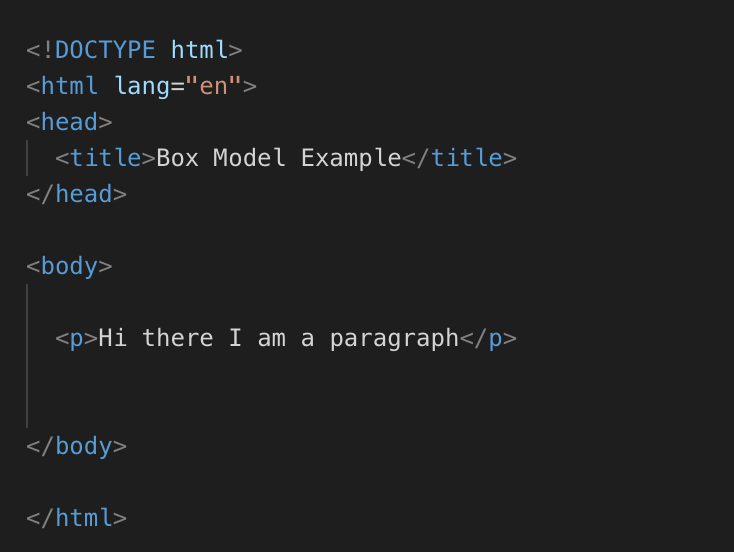 <!DOCTYPE html>
<html lang="en">
<head>
  <title>Box Model Example</title>
</head>
<body>
  <p>Hi there I am a paragraph</p>
</body>
</html>